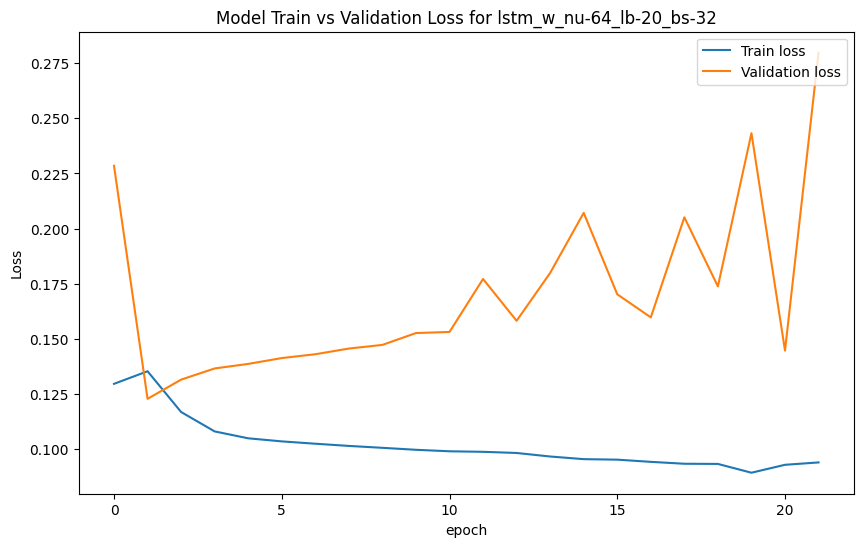 Model Train vs Validation Loss for lstm_w_nu-64_lb-20_bs-32
Train loss
Validation loss
0.275
0.250
0.225
0.200
0.175
0.150
0.125
0.100
Loss
0 5 10 15 20
epoch